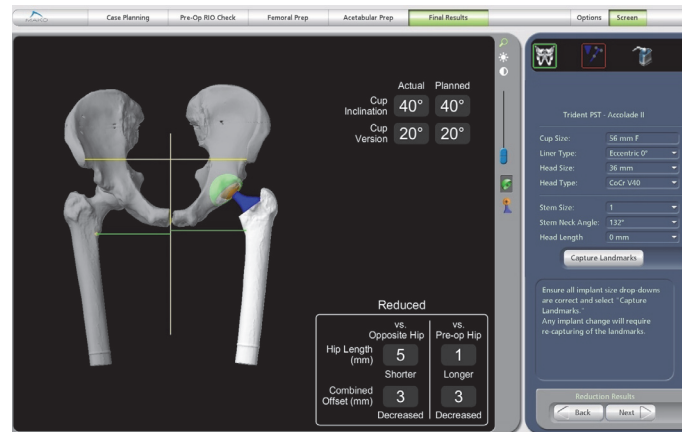 MAKO
Case Planning
Pre-Op RIO Check
Femoral Prep
Acetabular Prep
Final Results
Options
Screen
Actual Planned
Cup Inclination 40° 40°
Cup Version 20° 20°
Reduced
vs. Opposite Hip
vs. Pre-op Hip
Hip Length (mm) 5 1
Shorter Longer
Combined Offset (mm) 3 3
Decreased Decreased
Trident PST - Accolade II
Cup Size: 56 mm F
Liner Type: Eccentric 0°
Head Size: 36 mm
Head Type: CoCr V40
Stem Size: 1
Stem Neck Angle: 132°
Head Length 0 mm
Capture Landmarks
Ensure all implant size drop-downs
are correct and select "Capture
Landmarks."
Any implant change will require
re-capturing of the landmarks.
Reduction Results
Back Next